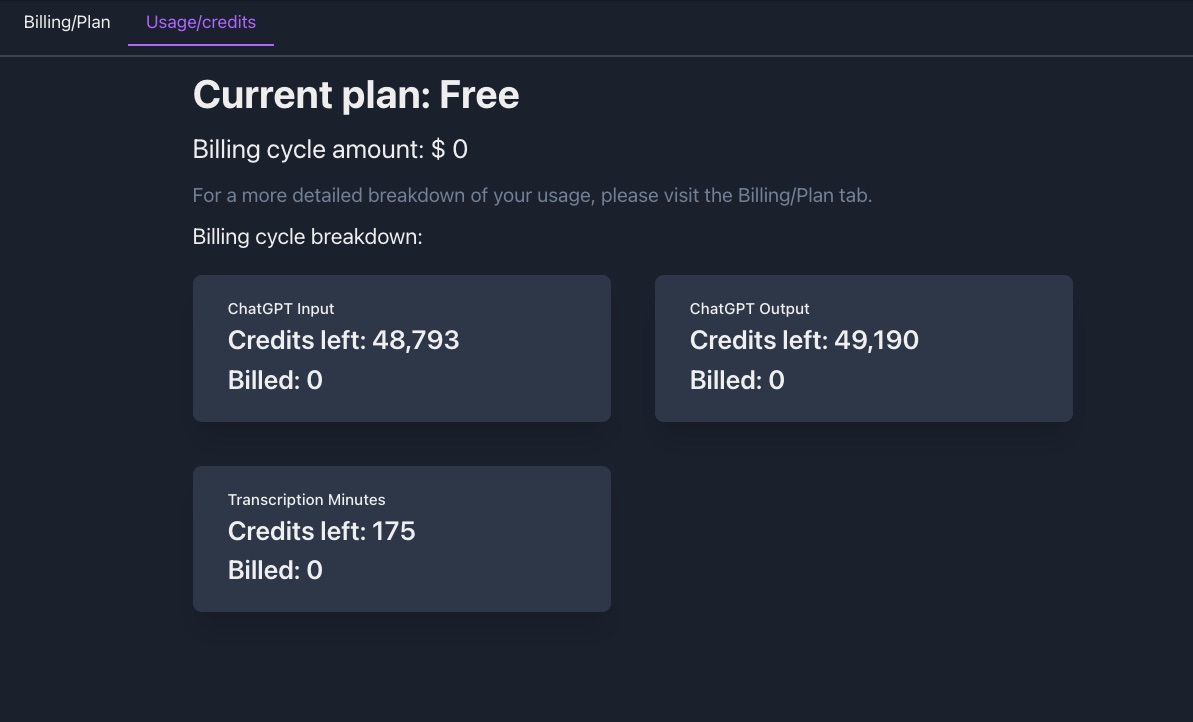 Billing/Plan
Usage/credits
Current plan: Free
Billing cycle amount: $ 0
For a more detailed breakdown of your usage, please visit the Billing/Plan tab.
Billing cycle breakdown:
ChatGPT Input
Credits left: 48,793
Billed: 0
ChatGPT Output
Credits left: 49,190
Billed: 0
Transcription Minutes
Credits left: 175
Billed: 0